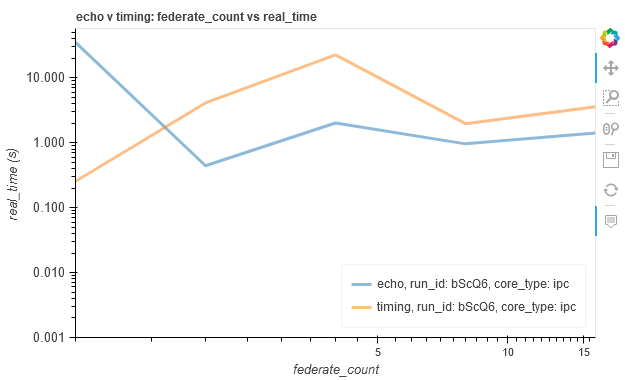 echo v timing: federate_count vs real_time
10.000
1.000
0.100
0.010
0.001
real_time (s)
echo, run_id: bScQ6, core_type: ipc
timing, run_id: bScQ6, core_type: ipc
5
10
15
federate_count